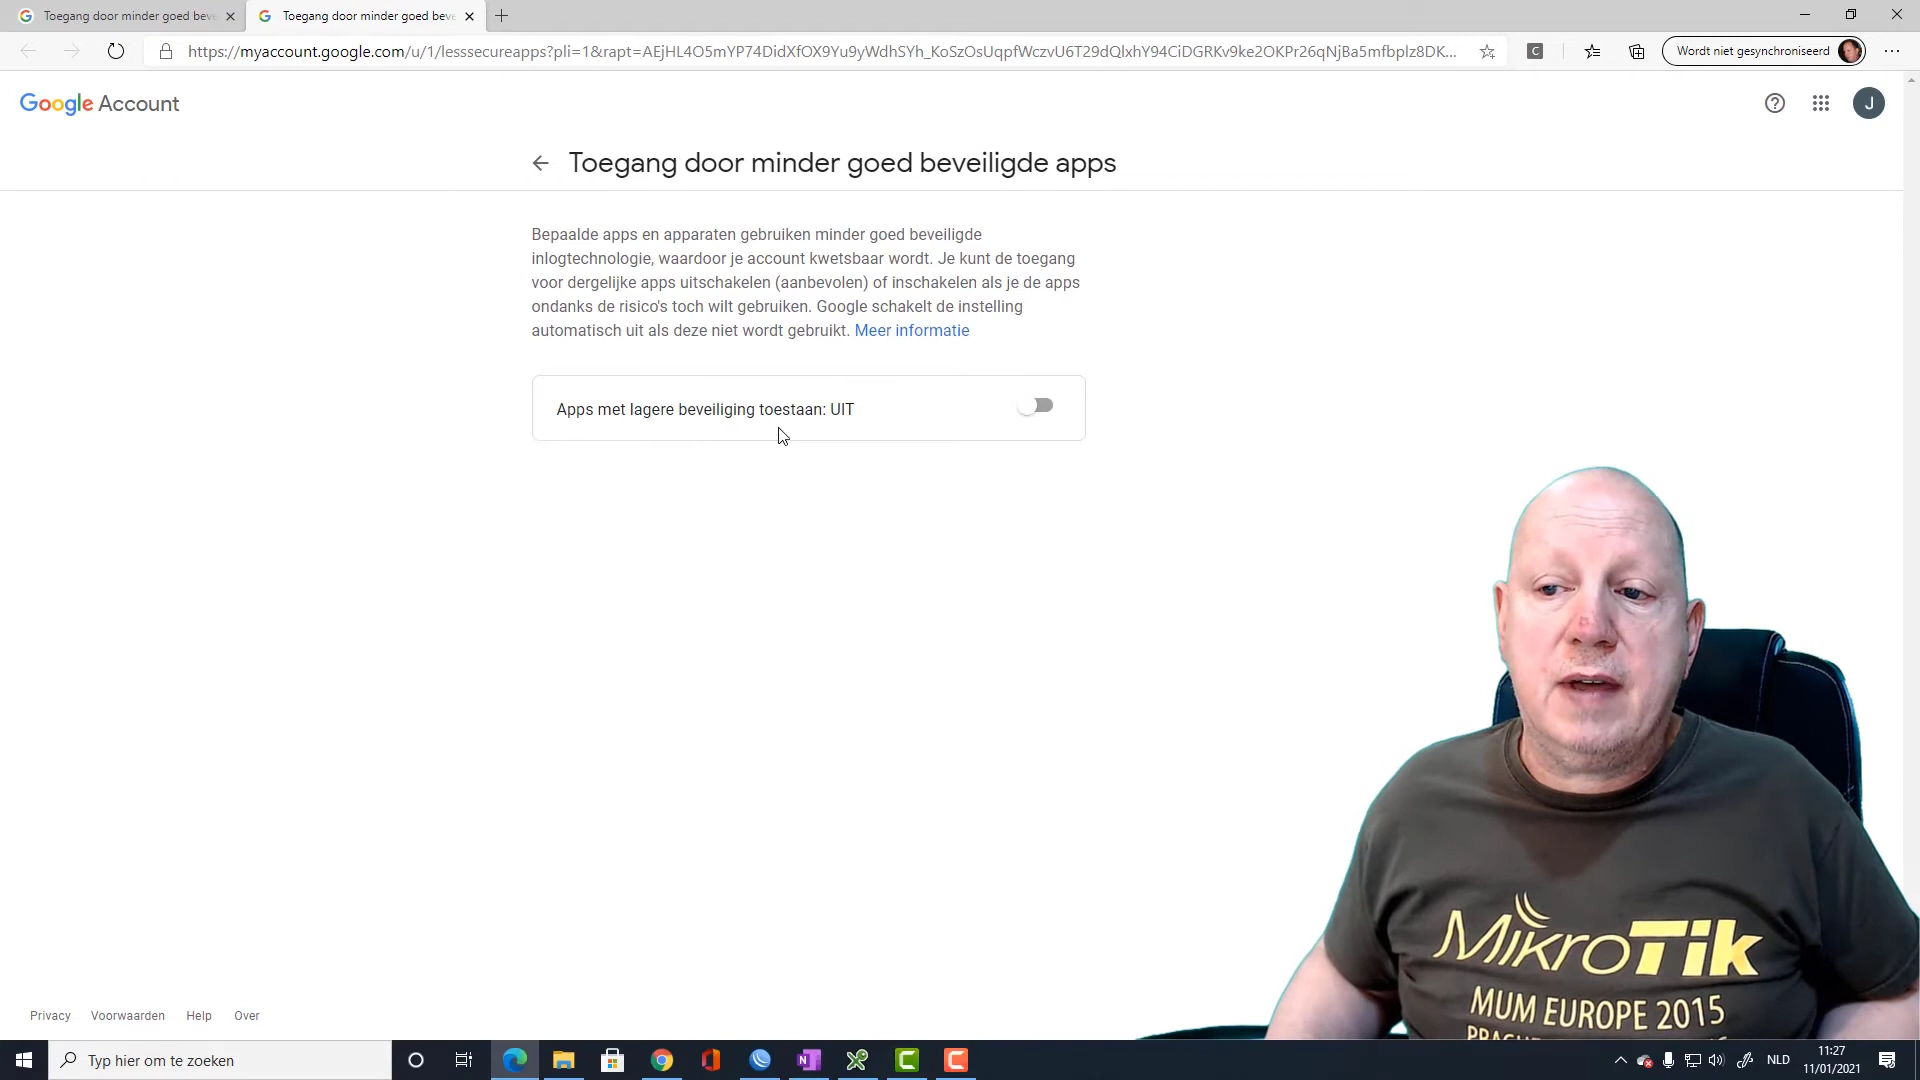 Toegang door minder goed beve
Toegang door minder goed beve
https://myaccount.google.com/u/1/lesssecureapps?pli=1&rapt=AEjHL4O5mYP74DidXfOX9Yu9yWdhSYh_KoSzOsUqpfWczvU6T29dQlxhY94CiDGRKv9ke2OKPr26qNjBa5mfbplz8DK...
Wordt niet gesynchroniseerd
Google Account
J
Toegang door minder goed beveiligde apps
Bepaalde apps en apparaten gebruiken minder goed beveiligde
inlogtechnologie, waardoor je account kwetsbaar wordt. Je kunt de toegang
voor dergelijke apps uitschakelen (aanbevolen) of inschakelen als je de apps
ondanks de risico's toch wilt gebruiken. Google schakelt de instelling
automatisch uit als deze niet wordt gebruikt. Meer informatie
Apps met lagere beveiliging toestaan: UIT
MikroTik
MUM EUROPE 2015
Privacy Voorwaarden Help Over
Typ hier om te zoeken
NLD
11:27
11/01/2021